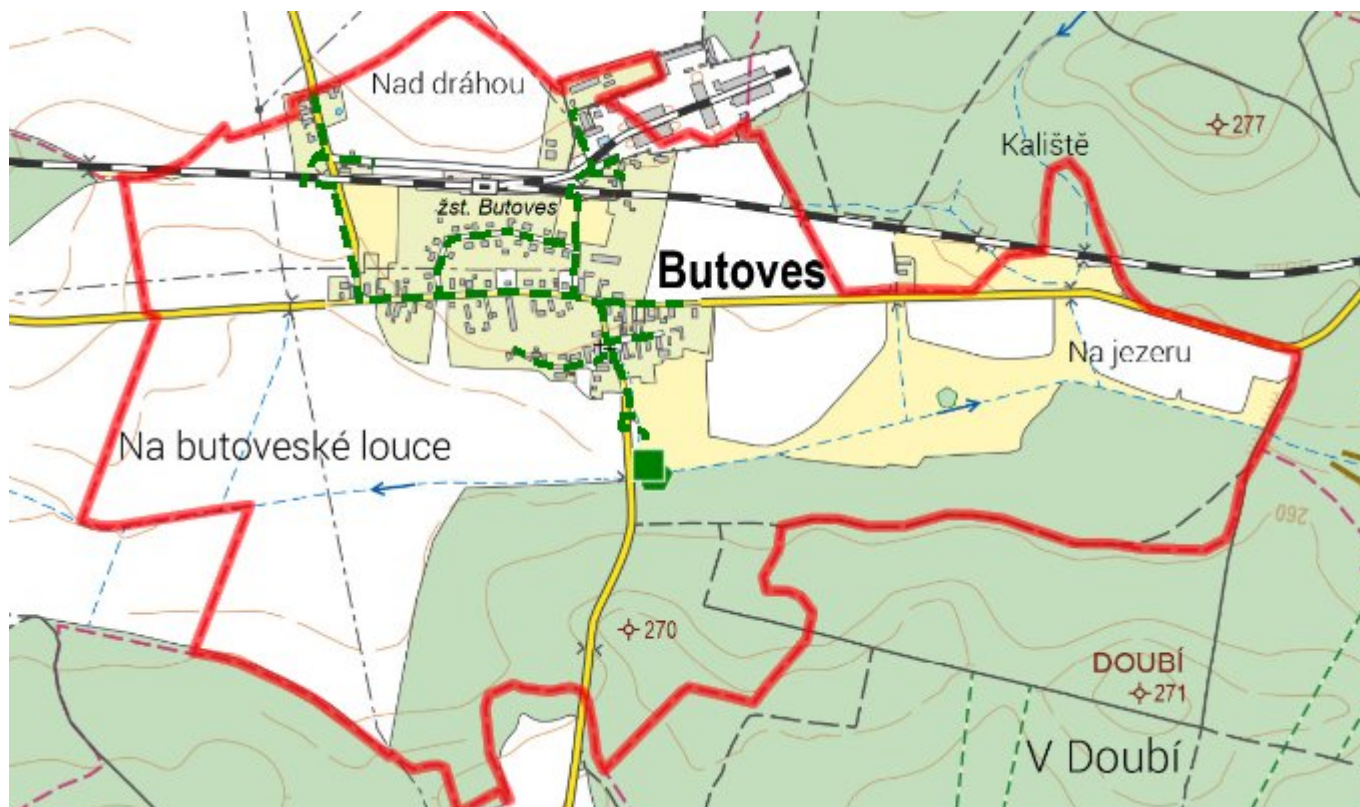 Nad dráhou
277
Kaliště
žst. Butoves
Butoves
Na jezeru
Na butoveské louce
260
270
DOUBÍ
271
V Doubí